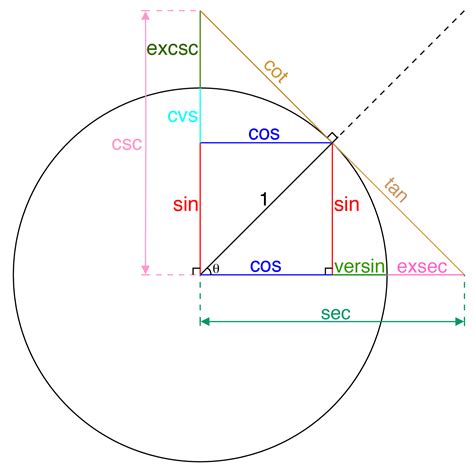 excsc
cot
cvs
cos
csc
tan
sin
1
sin
θ
cos
versin
exsec
sec